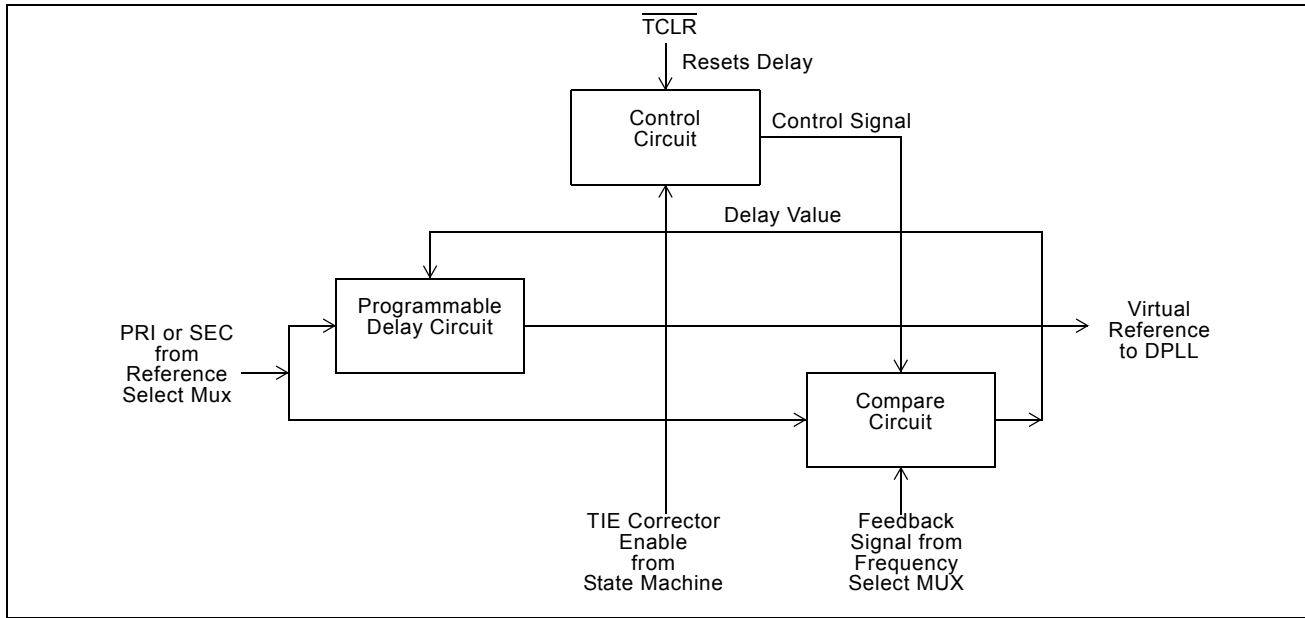 TCLR
Resets Delay
Control
Circuit
Control Signal
Delay Value
Programmable
Delay Circuit
PRI or SEC
from
Reference
Select Mux
Virtual
Reference
to DPLL
Compare
Circuit
TIE Corrector
Enable
from
State Machine
Feedback
Signal from
Frequency
Select MUX